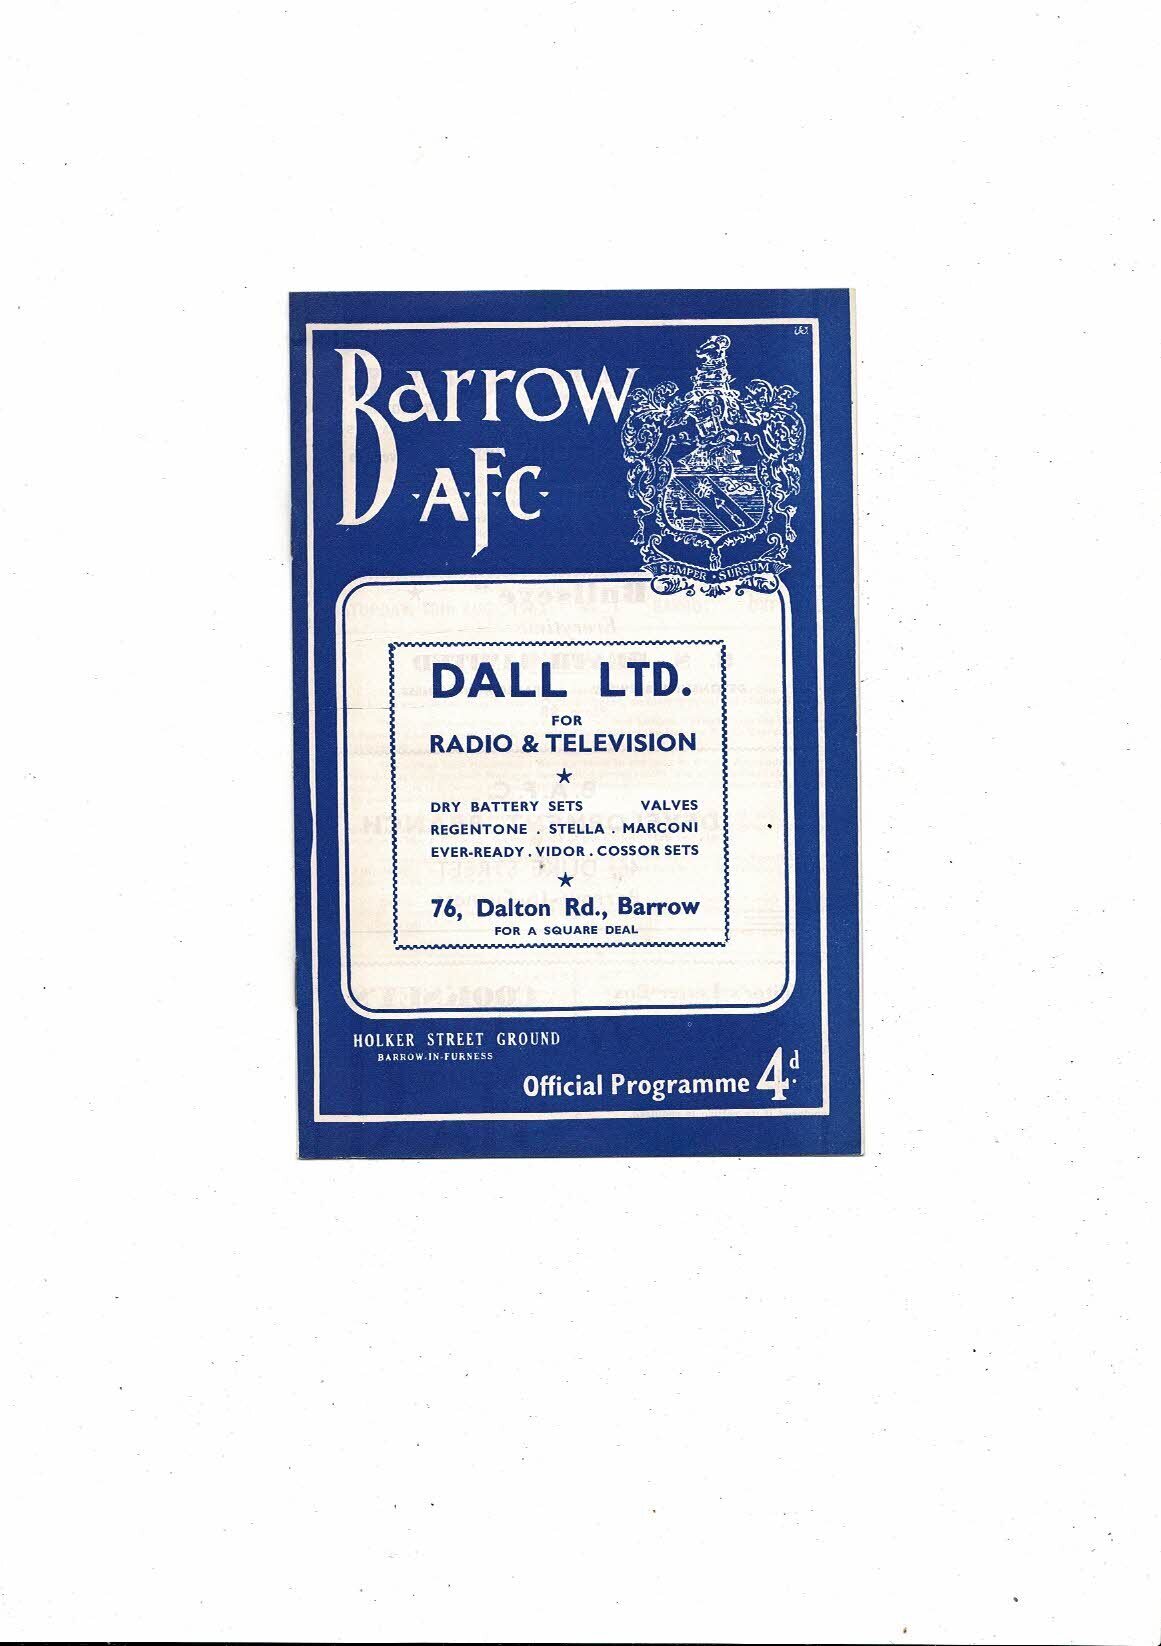 Barrow
A.F.C.
SEMPER SURSUM
DALL LTD.
FOR
RADIO & TELEVISION
DRY BATTERY SETS VALVES
REGENTONE . STELLA . MARCONI
EVER-READY . VIDOR . COSSOR SETS
76, Dalton Rd., Barrow
FOR A SQUARE DEAL
HOLKER STREET GROUND
BARROW-IN-FURNESS
Official Programme 4d.